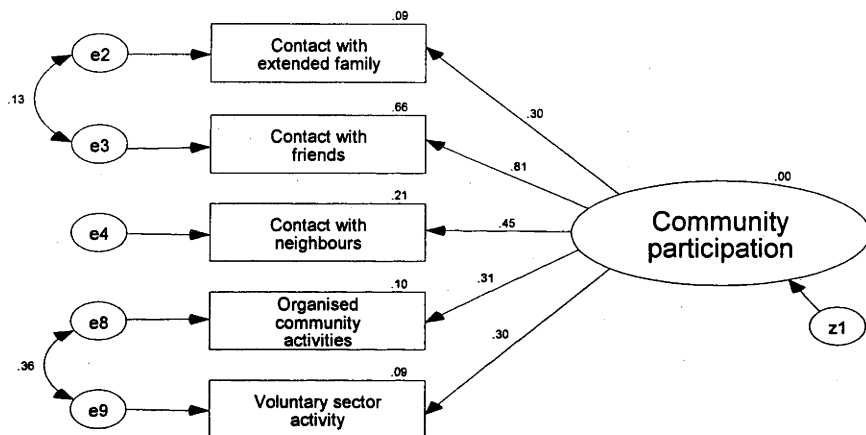 .09
e2
Contact with
extended family
.13
.30
.66
e3
Contact with
friends
.81
.00
.21
e4
Contact with
neighbours
.45
Community
participation
.10
.31
e8
Organised
community
activities
z1
.30
.36
.09
e9
Voluntary sector
activity